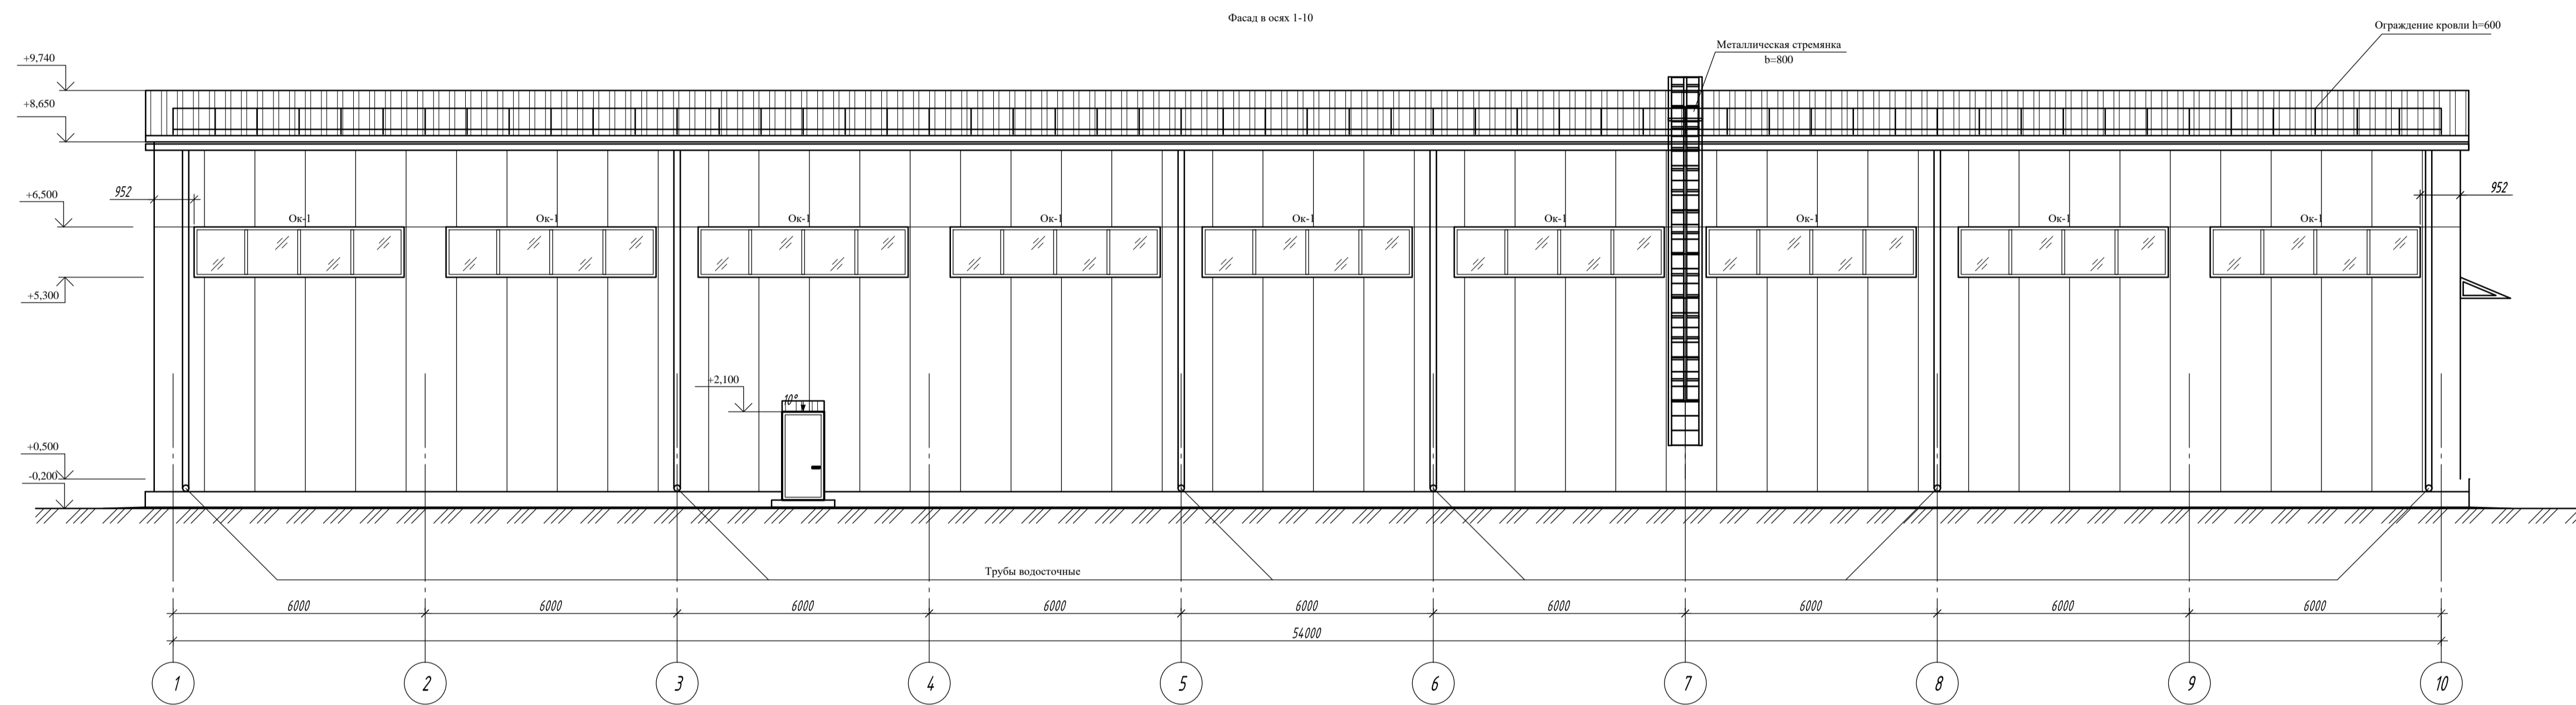 Фасад в осях 1-10
Ограждение кровли h=600
Металлическая стремянка
b=800
+9,740
+8,650
952
952
+6,500
Ок-1
Ок-1
Ок-1
Ок-1
Ок-1
Ок-1
Ок-1
Ок-1
Ок-1
+5,300
+2,100
10°
+0,500
-0,200
Трубы водосточные
6000
6000
6000
6000
6000
6000
6000
6000
6000
54000
1
2
3
4
5
6
7
8
9
10